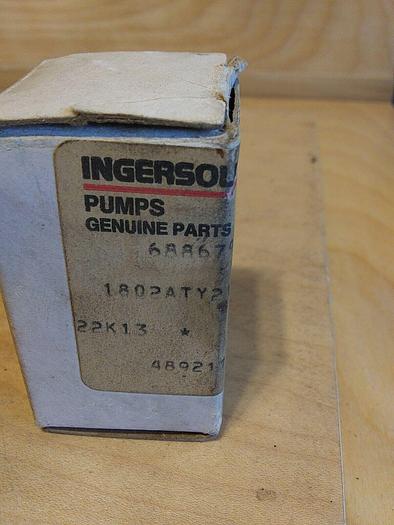 INGERSOL
PUMPS
GENUINE PARTS
68867
180PATY2
22K13 *
48921